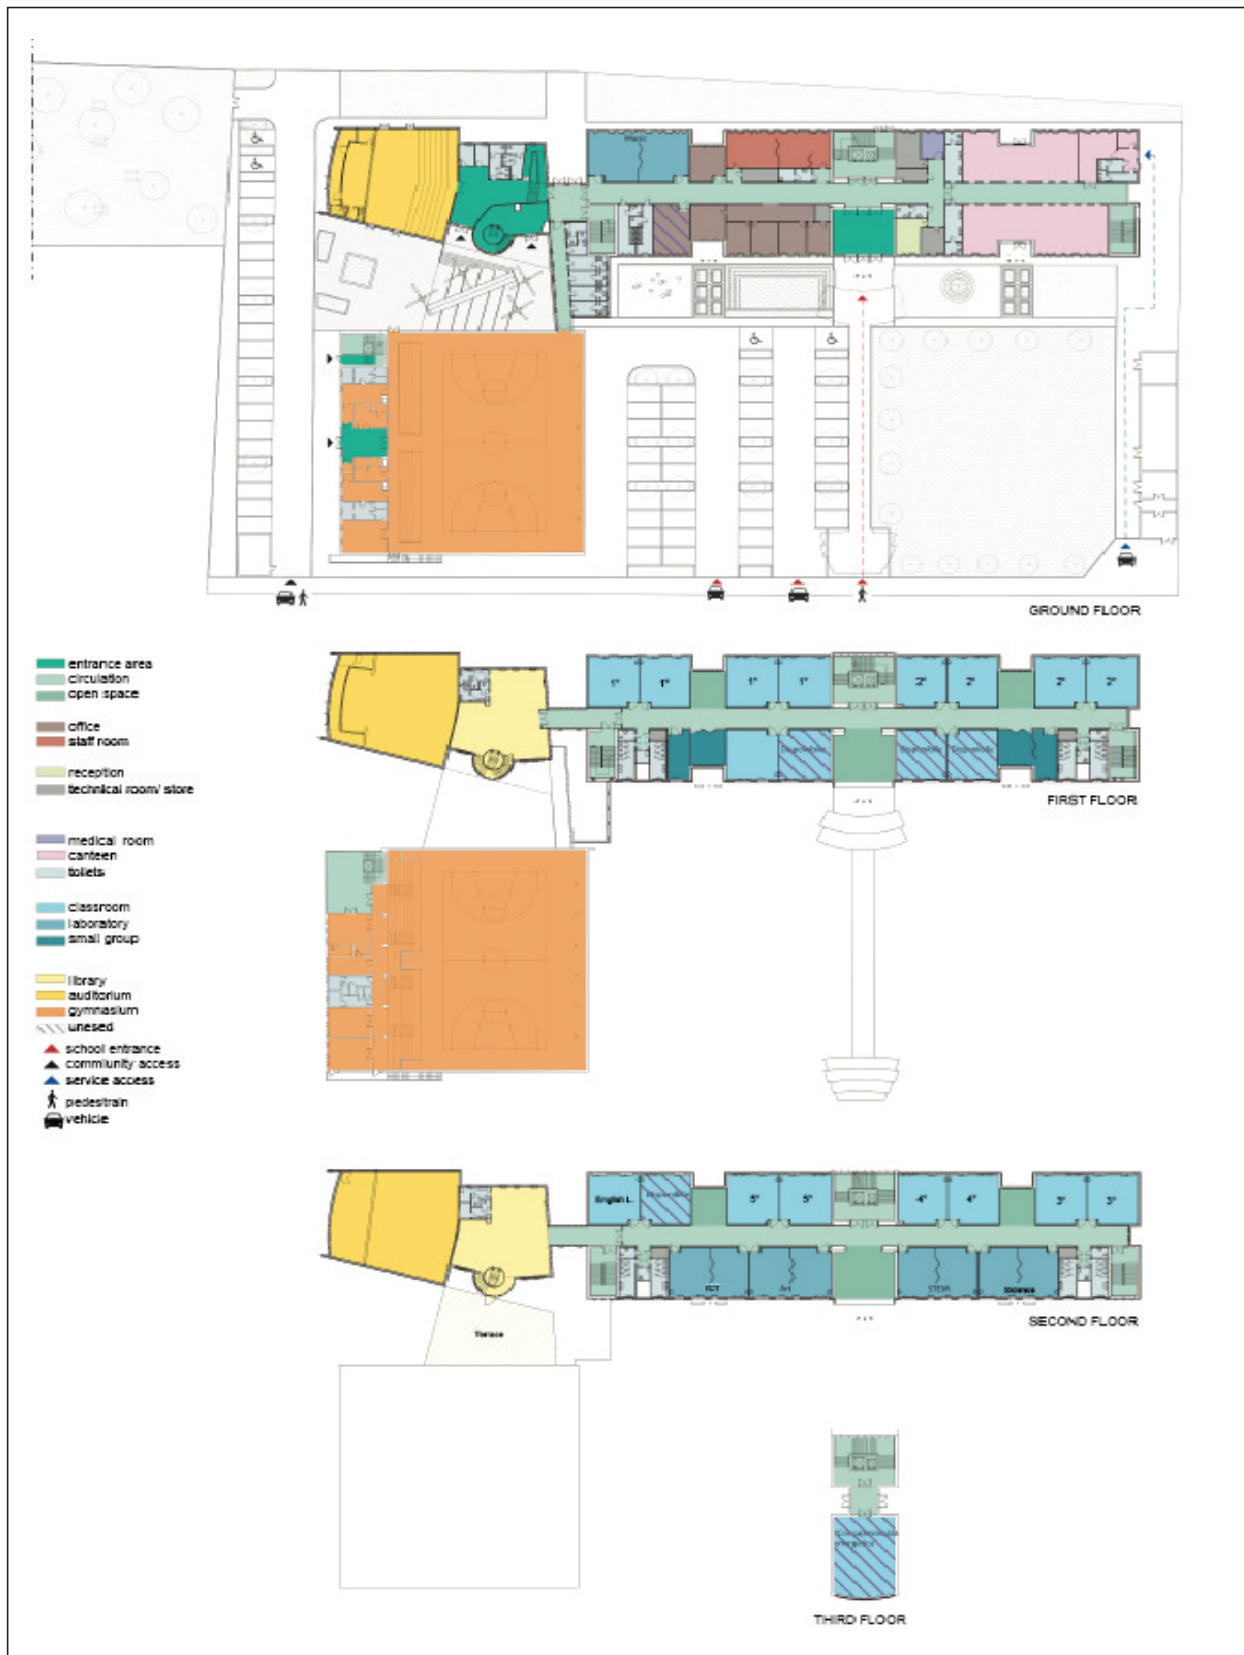 Music
GROUND FLOOR
entrance area
circulation
open space
office
staff room
reception
technical room/ store
medical room
canteen
toilets
classroom
laboratory
small group
library
auditorium
gymnasium
unesed
school entrance
community access
service access
pedestrain
vehicle
1° 1° 1° 1° 2° 2° 2° 2°
FIRST FLOOR
English L. 5° 5° 4° 4° 3° 3°
ICT Art STEM Science
SECOND FLOOR
Terrace
THIRD FLOOR